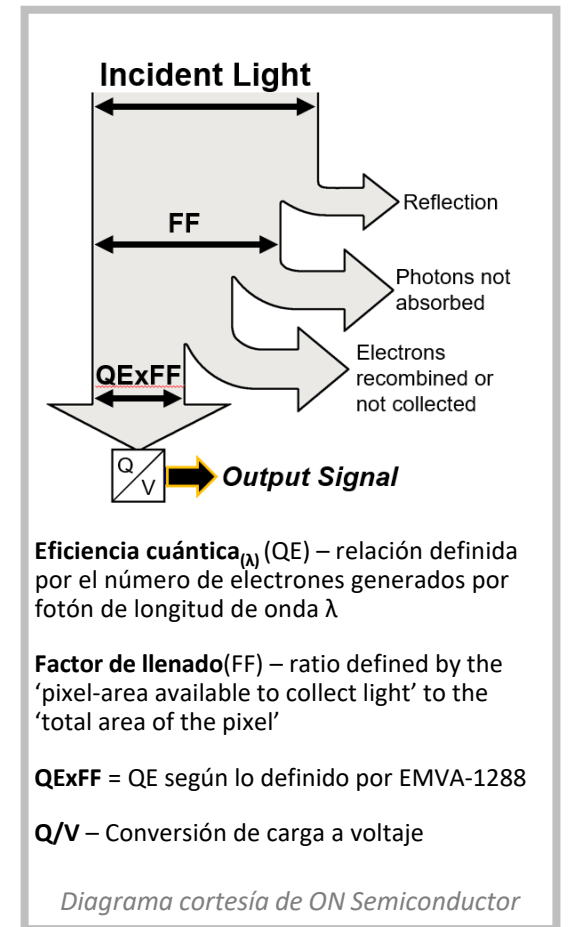 Incident Light
Reflection
FF
Photons not
absorbed
Electrons
recombined or
not collected
QExFF
Q
V
Output Signal
Eficiencia cuántica(λ) (QE) – relación definida
por el número de electrones generados por
fotón de longitud de onda λ
Factor de llenado(FF) – ratio defined by the
‘pixel-area available to collect light’ to the
‘total area of the pixel’
QExFF = QE según lo definido por EMVA-1288
Q/V – Conversión de carga a voltaje
Diagrama cortesía de ON Semiconductor